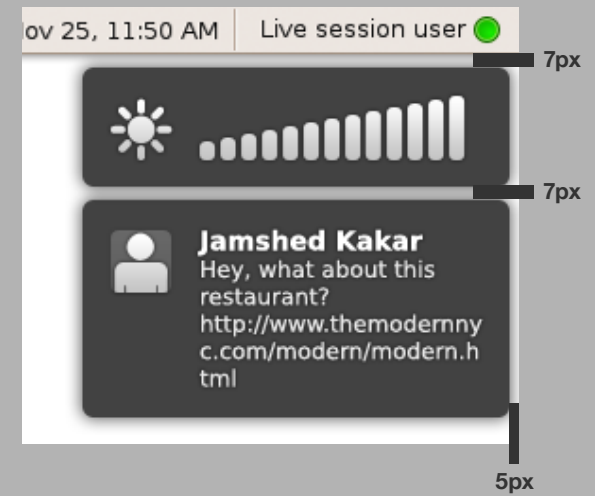 ov 25, 11:50 AM Live session user
7px
7px
Jamshed Kakar
Hey, what about this
restaurant?
http://www.themodernny
c.com/modern/modern.h
tml
5px